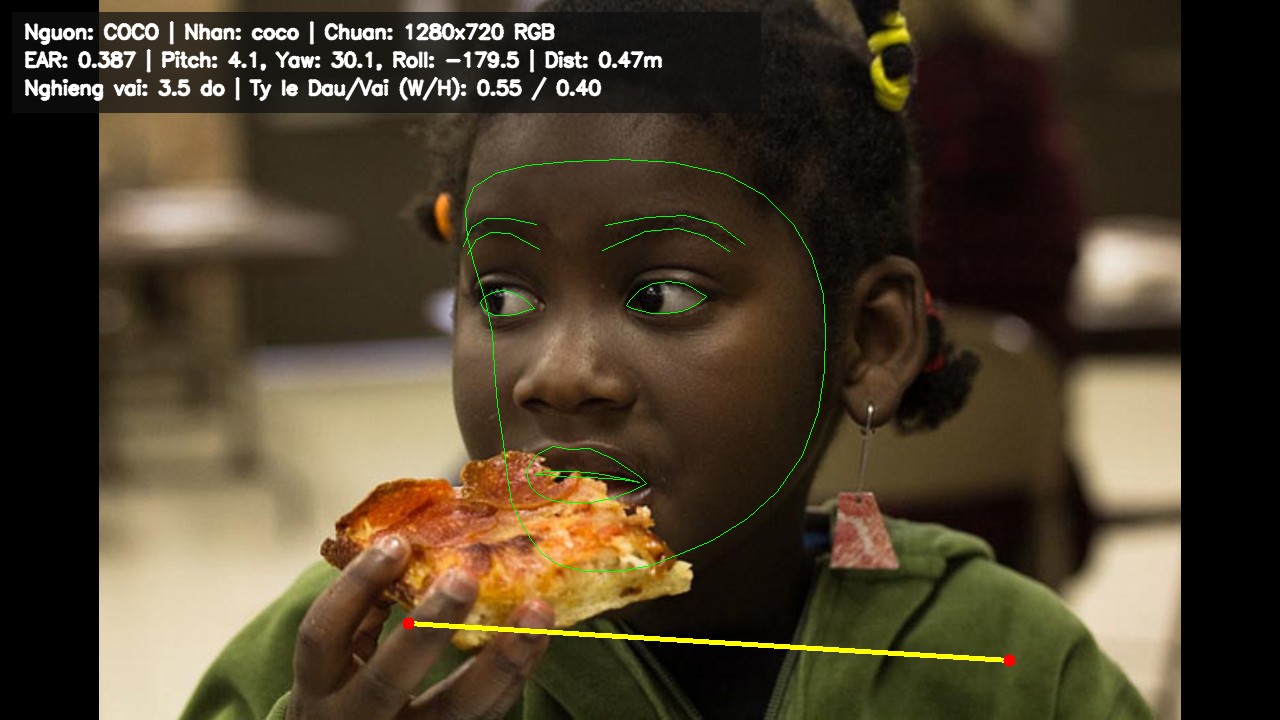 Nguon: COCO | Nhan: coco | Chuan: 1280x720 RGB
EAR: 0.387 | Pitch: 4.1, Yaw: 30.1, Roll: -179.5 | Dist: 0.47m
Nghieng vai: 3.5 do | Ty le Dau/Vai (W/H): 0.55 / 0.40